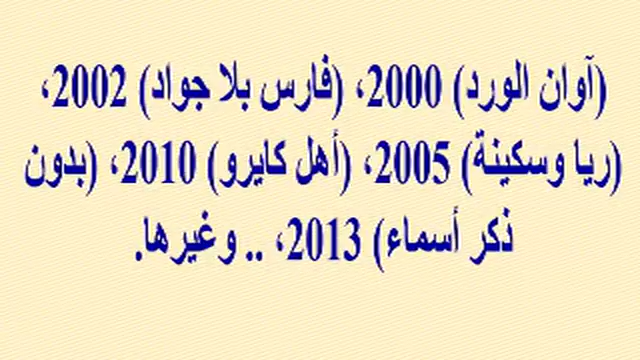 (آوان الورد) 2000، (فارس بلا جواد) 2002،
(ريا وسكينة) 2005، (أهل كايرو) 2010، (بدون
ذكر أسماء) 2013، .. وغيرها.